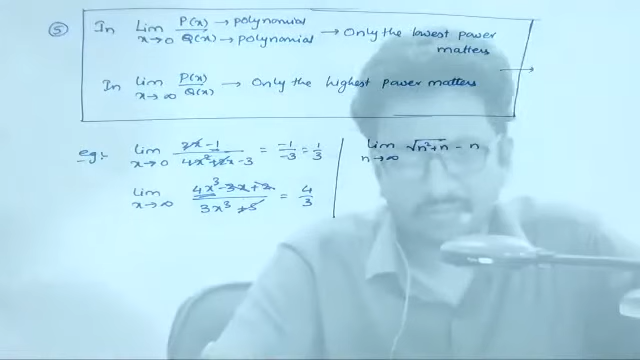 ⑤ In Lim x→0 P(x)/Q(x) → polynomial → polynomial → Only the lowest power matters
In Lim x→∞ P(x)/Q(x) → Only the highest power matters
eg:- Lim x→0 (2x-1)/(4x²+2x-3) = -1/-3 = 1/3
Lim x→∞ (4x³-3x+2)/(3x³+5) = 4/3
Lim n→∞ √(n²+n) - n